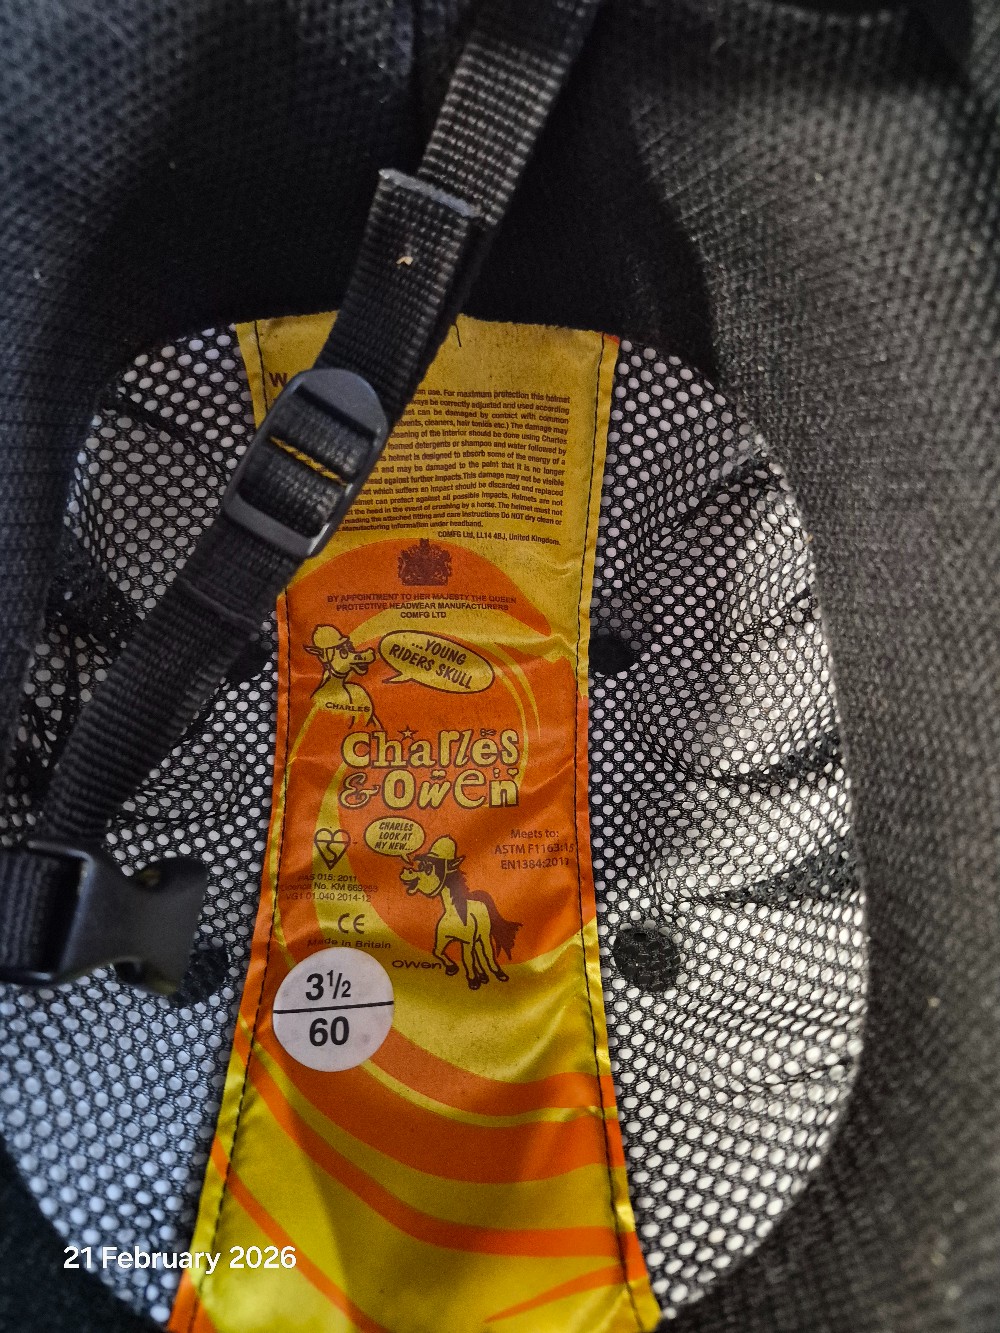 W
n use. For maximum protection this helmet
ways be correctly adjusted and used according
et can be damaged by contact with common
olvents, cleaners, hair tonics etc.) The damage may
leaning of the interior should be done using Charles
homed detergents or shampoo and water followed by
s helmet is designed to absorb some of the energy of a
and may be damaged to the point that it is no longer
d against further impacts.This damage may not be visible
et which suffers an impact should be discarded and replaced
met can protect against all possible impacts. Helmets are not
t the head in the event of crushing by a horse. The helmet must not
reading the attached fitting and care instructions Do NOT dry clean or
Manufacturing information under headband.
COMFG Ltd, LL14 4BJ, United Kingdom.
BY APPOINTMENT TO HER MAJESTY THE QUEEN
PROTECTIVE HEADWEAR MANUFACTURERS
COMFG LTD
...YOUNG
RIDERS SKULL
CHARLES
Charles
& Owen
CHARLES
LOOK AT
MY NEW...
Meets to:
ASTM F1163:15
EN1384:2017
PAS 015: 2011
Licence No. KM
VG1 01.040 2014-12
CE
Made in Britain
owen
3½
60
21 February 2026